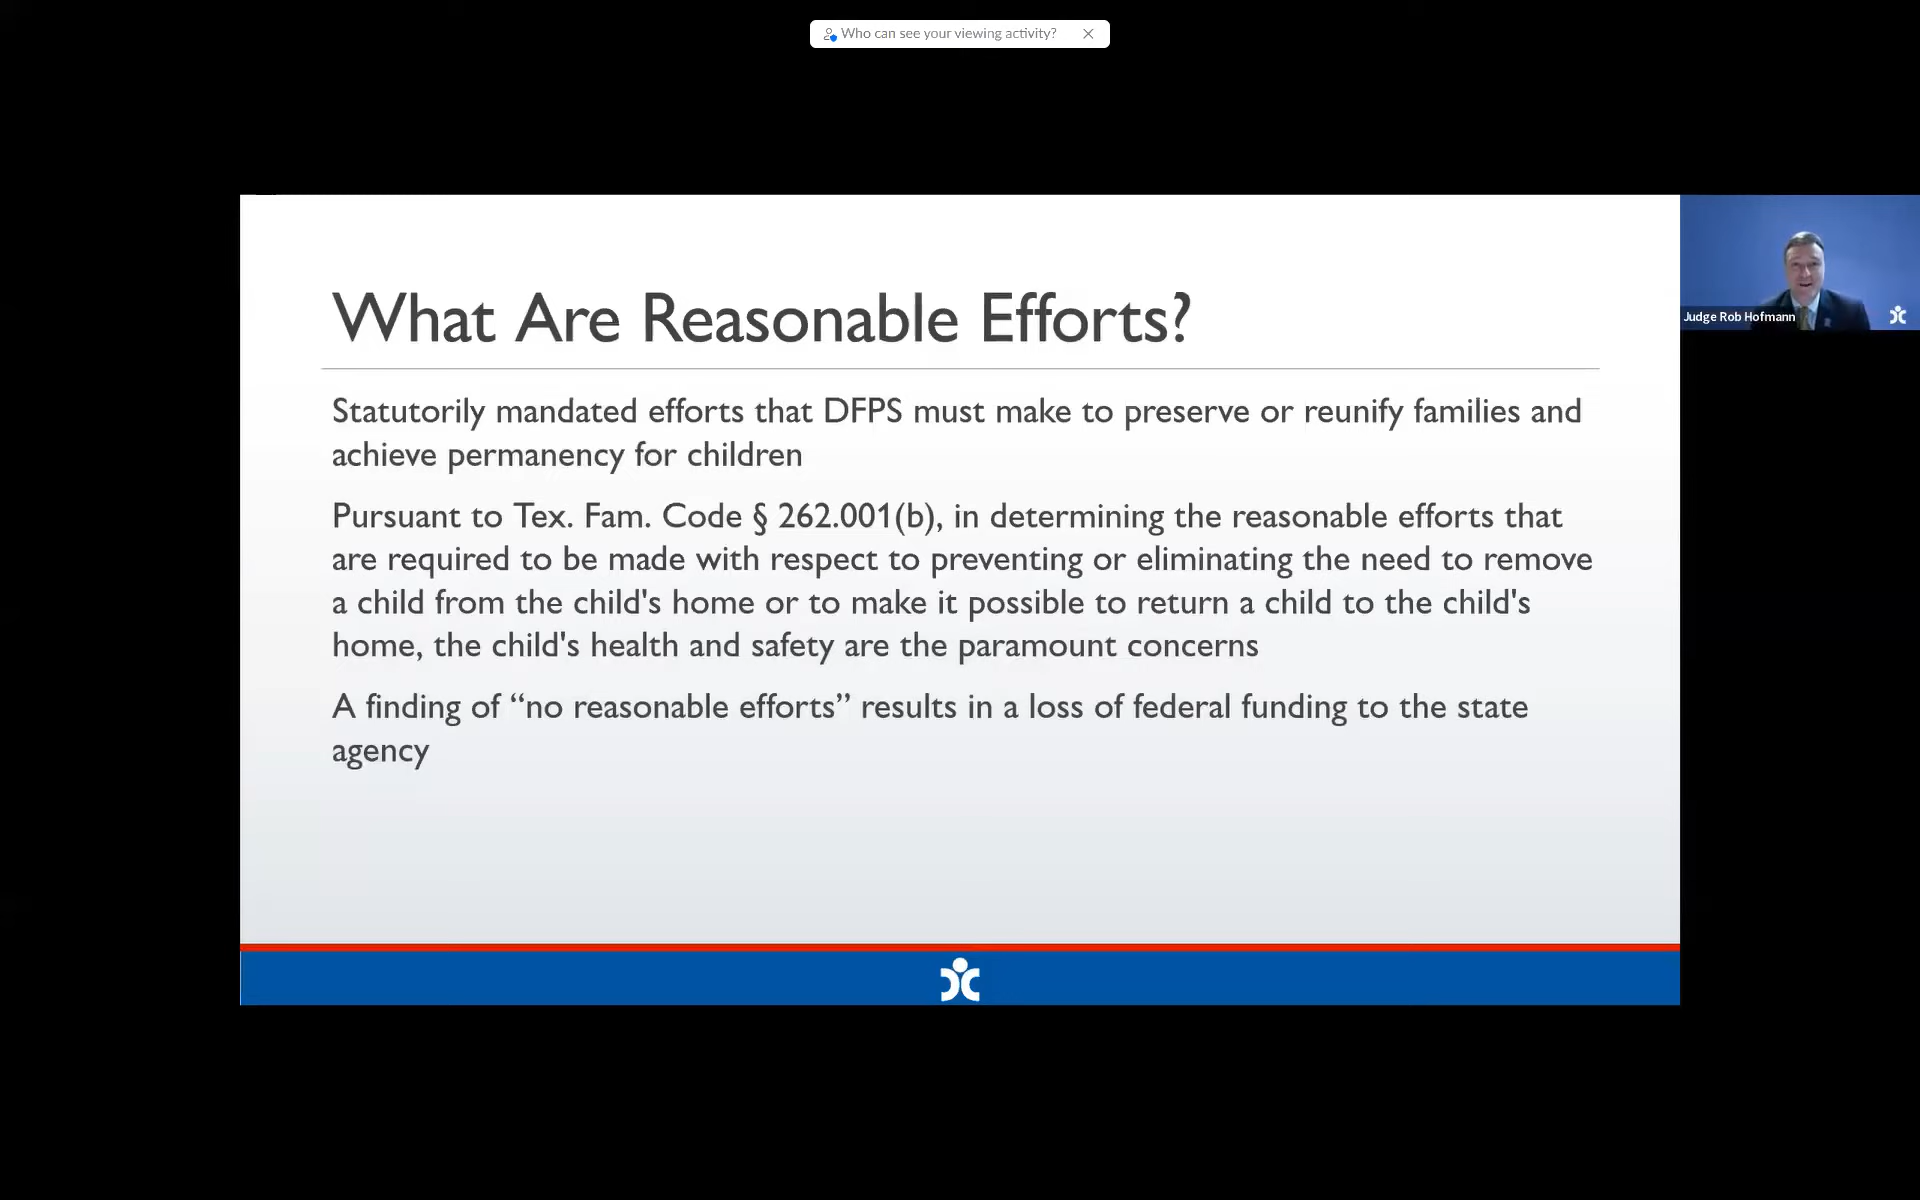 Who can see your viewing activity?
What Are Reasonable Efforts?
Judge Rob Hofmann
Statutorily mandated efforts that DFPS must make to preserve or reunify families and
achieve permanency for children
Pursuant to Tex. Fam. Code § 262.001(b), in determining the reasonable efforts that
are required to be made with respect to preventing or eliminating the need to remove
a child from the child's home or to make it possible to return a child to the child's
home, the child's health and safety are the paramount concerns
A finding of “no reasonable efforts” results in a loss of federal funding to the state
agency